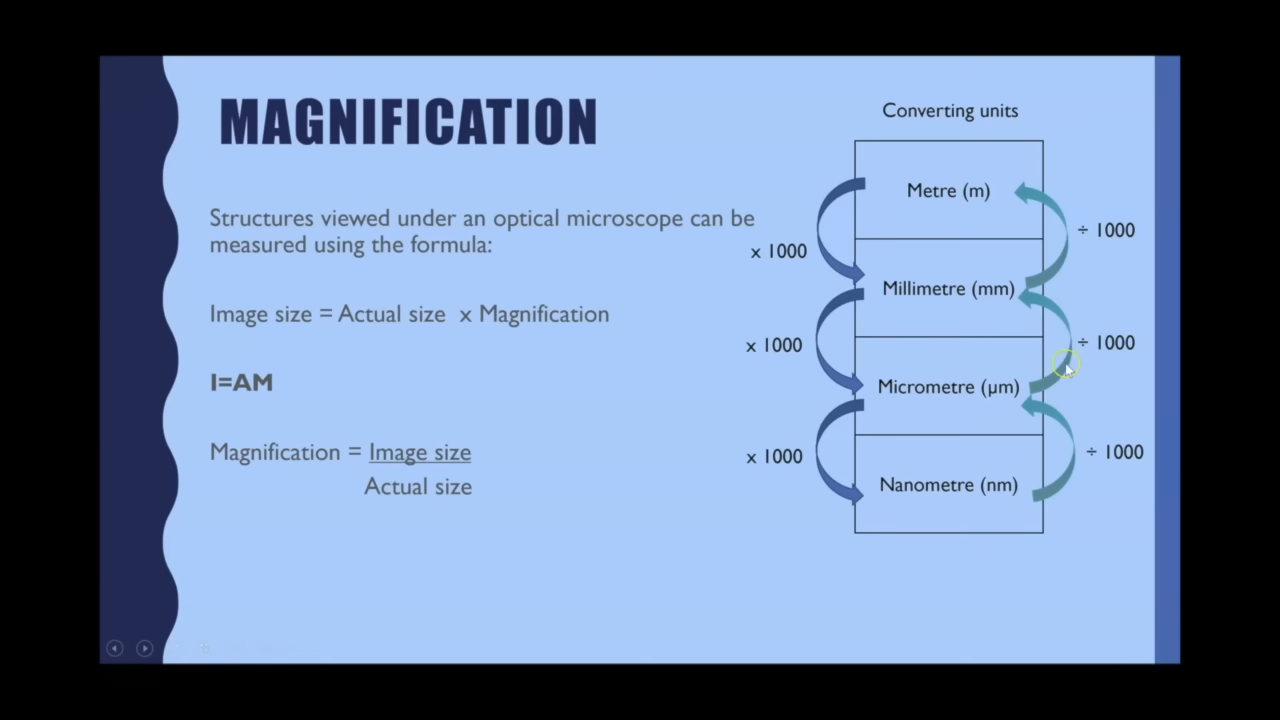 MAGNIFICATION
Structures viewed under an optical microscope can be
measured using the formula:
Image size = Actual size x Magnification
I=AM
Magnification = Image size
Actual size
Converting units
Metre (m)
÷ 1000
x 1000
Millimetre (mm)
÷ 1000
x 1000
Micrometre (µm)
÷ 1000
x 1000
Nanometre (nm)